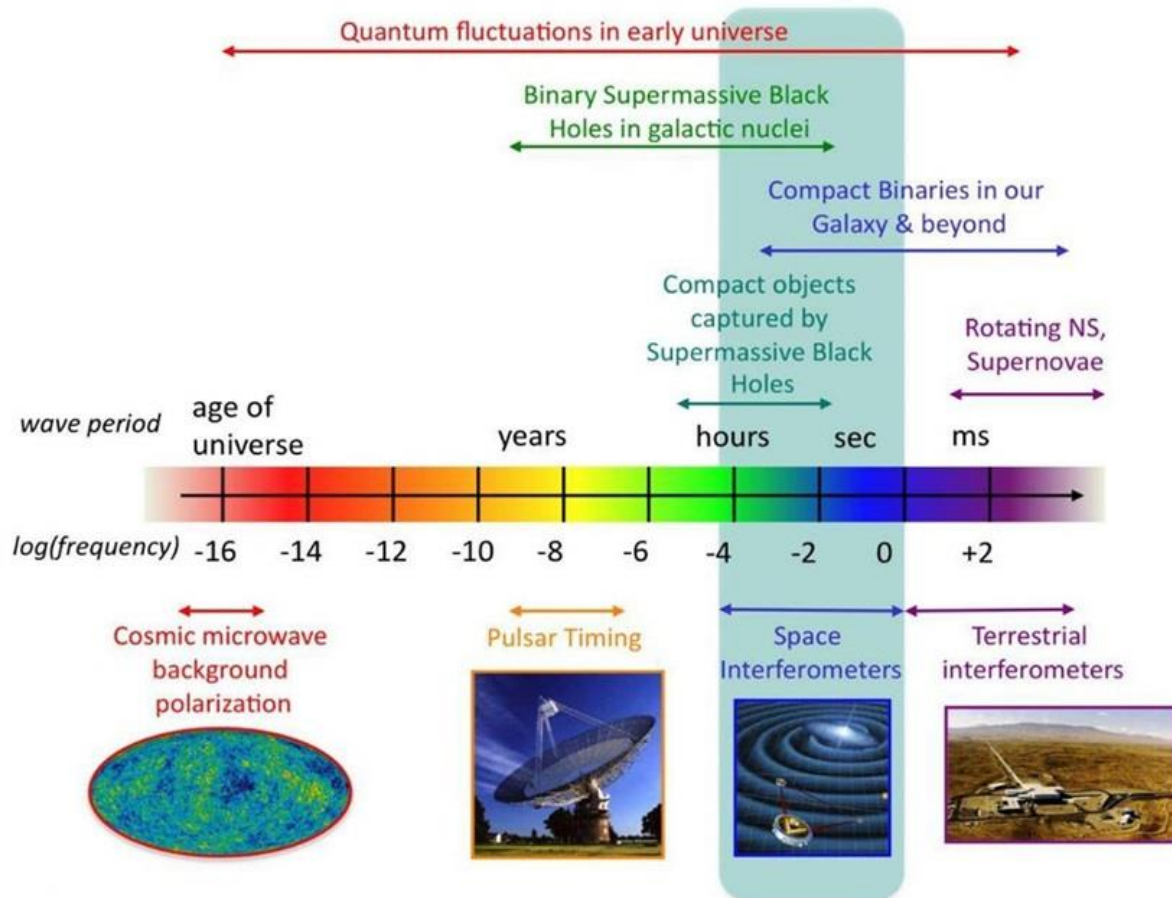 Quantum fluctuations in early universe
Binary Supermassive Black
Holes in galactic nuclei
Compact Binaries in our
Galaxy & beyond
Compact objects
captured by
Supermassive Black
Holes
Rotating NS,
Supernovae
wave period
age of
universe
years
hours
sec
ms
log(frequency)
-16 -14 -12 -10 -8 -6 -4 -2 0 +2
Cosmic microwave
background
polarization
Pulsar Timing
Space
Interferometers
Terrestrial
interferometers